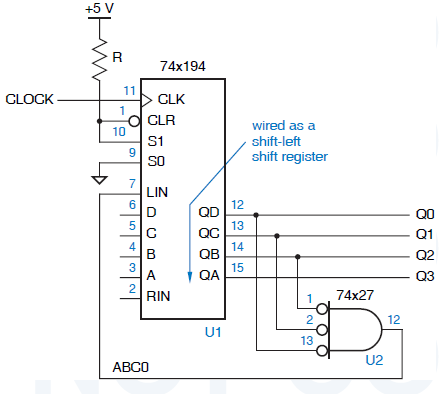 +5 V
R
74x194
CLOCK
11
CLK
1
CLR
10
S1
9
S0
wired as a
shift-left
shift register
7
LIN
6
D
QD
12
Q0
5
C
QC
13
Q1
4
B
QB
14
Q2
3
A
QA
15
Q3
2
RIN
74x27
1
2
12
13
U1
U2
ABC0